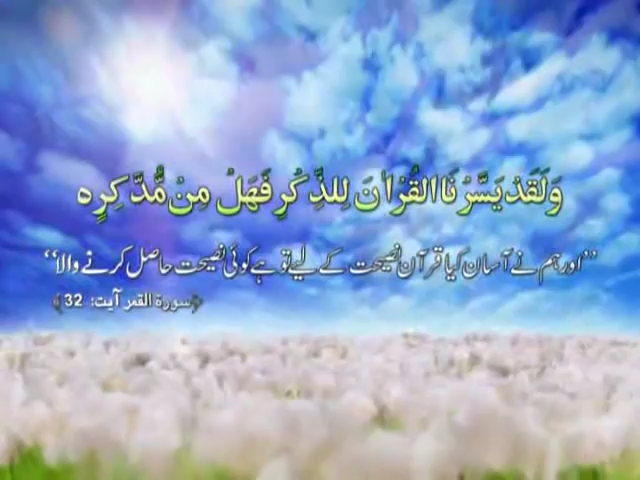 وَلَقَدْ يَسَّرْنَا الْقُرْاٰنَ لِلذِّكْرِ فَهَلْ مِنْ مُّدَّكِرٍ ه
’’اور ہم نے آسان کیا قرآن نصیحت کے لیے تو ہے کوئی نصیحت حاصل کرنے والا‘‘
﴿سورۃ القمر آیت: 32﴾